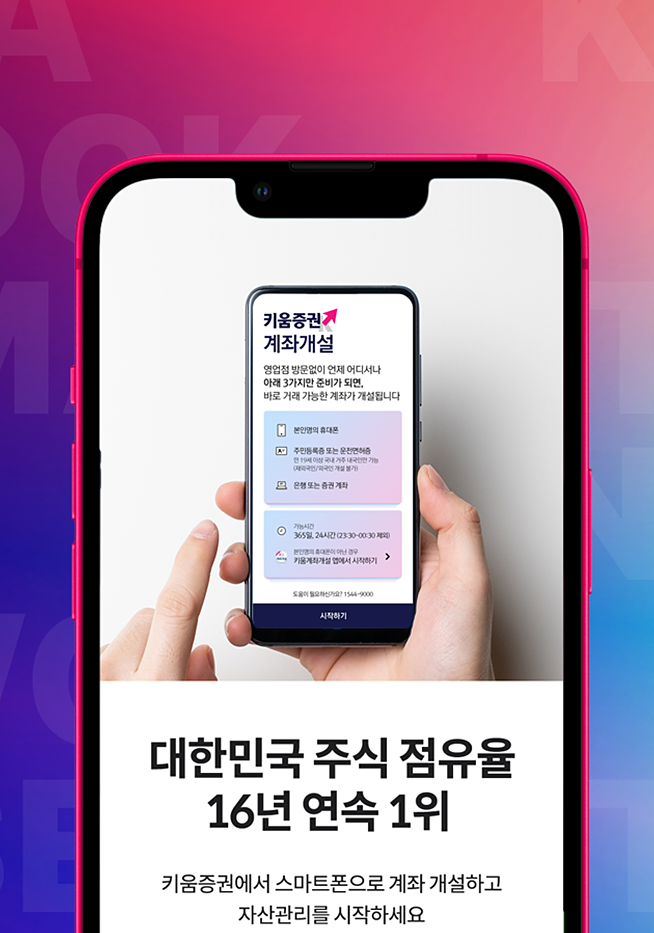 키움증권
계좌개설
영업점 방문없이 언제 어디서나
아래 3가지만 준비가 되면,
바로 거래 가능한 계좌가 개설됩니다
본인명의 휴대폰
주민등록증 또는 운전면허증
만 19세 이상 국내 거주 내국인만 가능
(재외국인/외국인 개설 불가)
은행 또는 증권 계좌
가능시간
365일, 24시간 (23:30~00:30 제외)
본인명의 휴대폰이 아닌 경우
키움계좌개설 앱에서 시작하기
도움이 필요하신가요? 1544-9000
시작하기
대한민국 주식 점유율
16년 연속 1위
키움증권에서 스마트폰으로 계좌 개설하고
자산관리를 시작하세요